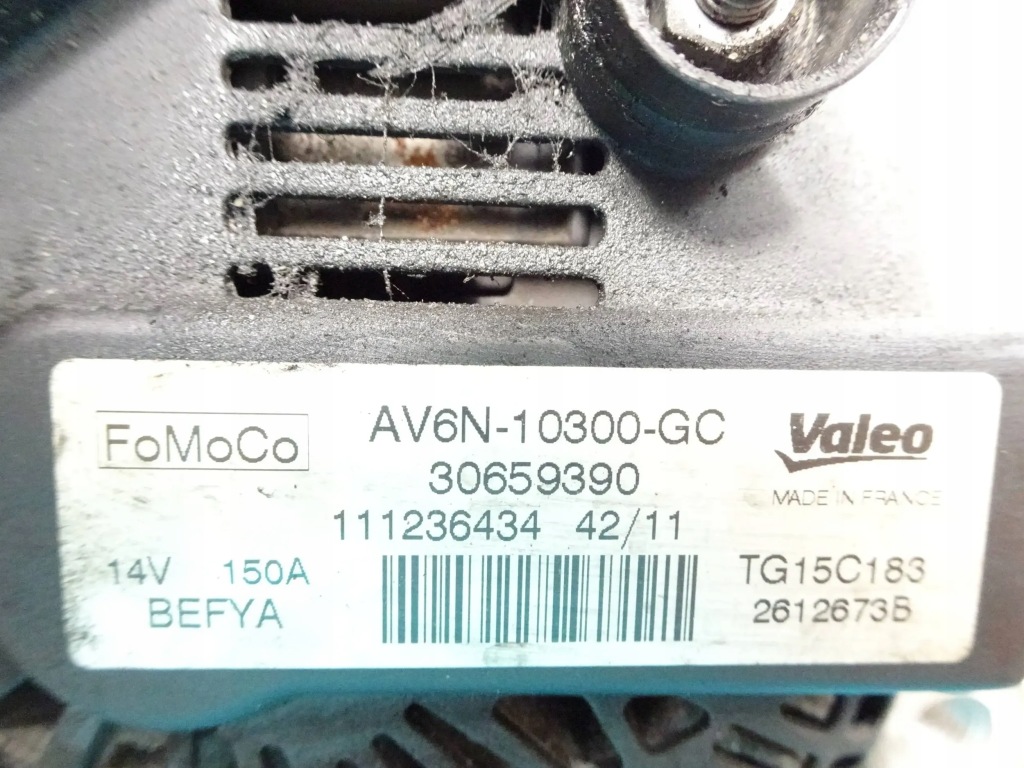 FoMoCo
AV6N-10300-GC
30659390
111236434 42/11
Valeo
MADE IN FRANCE
14V 150A
BEFYA
TG15C183
2612673B